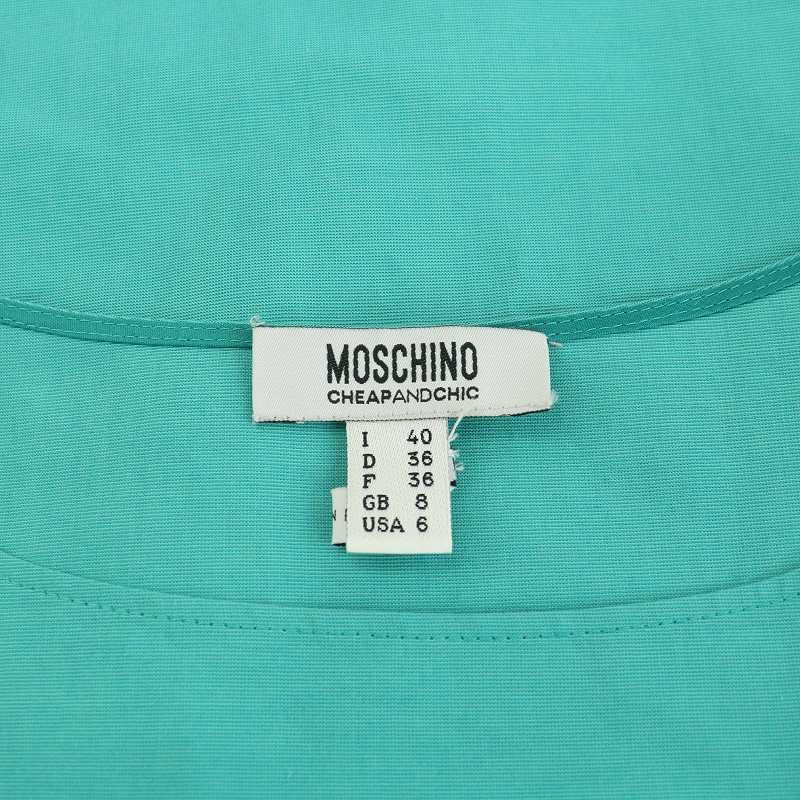 MOSCHINO
CHEAPANDCHIC
I 40
D 36
F 36
GB 8
USA 6